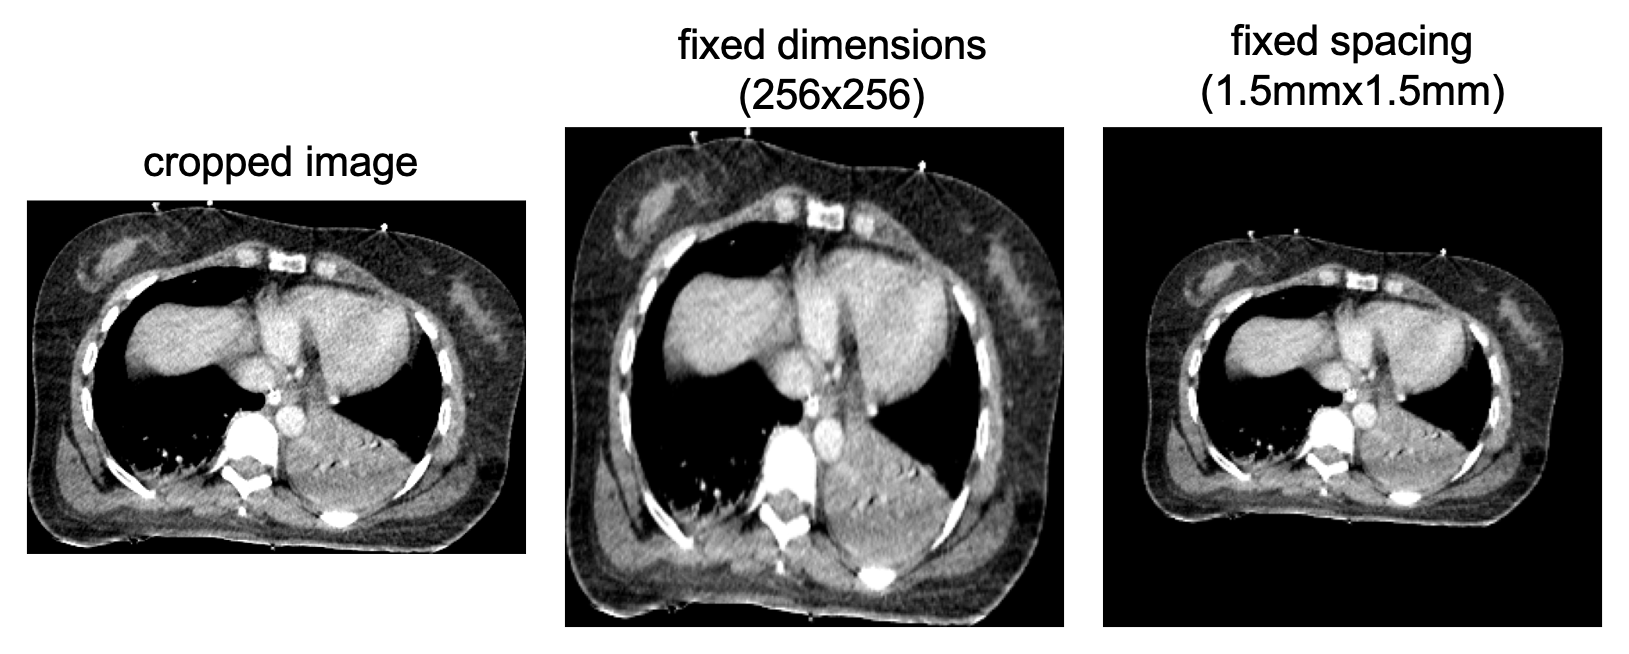 cropped image
fixed dimensions
(256x256)
fixed spacing
(1.5mmx1.5mm)